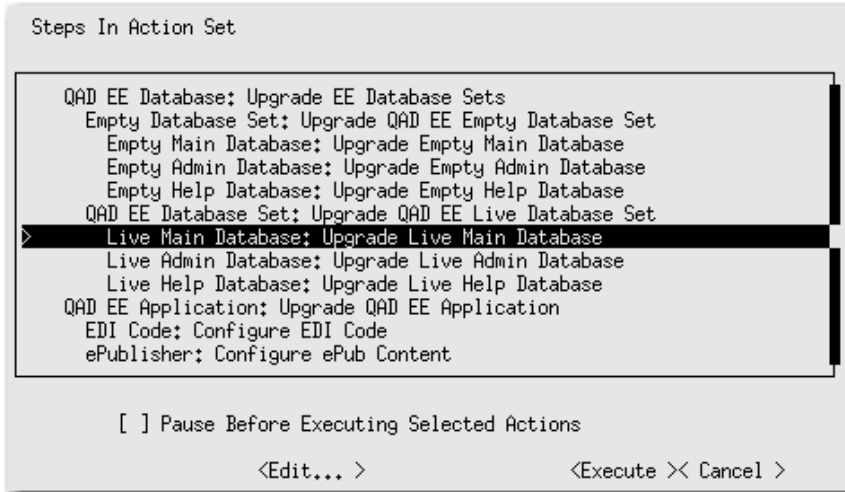 Steps In Action Set
QAD EE Database: Upgrade EE Database Sets
Empty Database Set: Upgrade QAD EE Empty Database Set
Empty Main Database: Upgrade Empty Main Database
Empty Admin Database: Upgrade Empty Admin Database
Empty Help Database: Upgrade Empty Help Database
QAD EE Database Set: Upgrade QAD EE Live Database Set
> Live Main Database: Upgrade Live Main Database
Live Admin Database: Upgrade Live Admin Database
Live Help Database: Upgrade Live Help Database
QAD EE Application: Upgrade QAD EE Application
EDI Code: Configure EDI Code
ePublisher: Configure ePub Content
[ ] Pause Before Executing Selected Actions
<Edit... > <Execute >< Cancel >